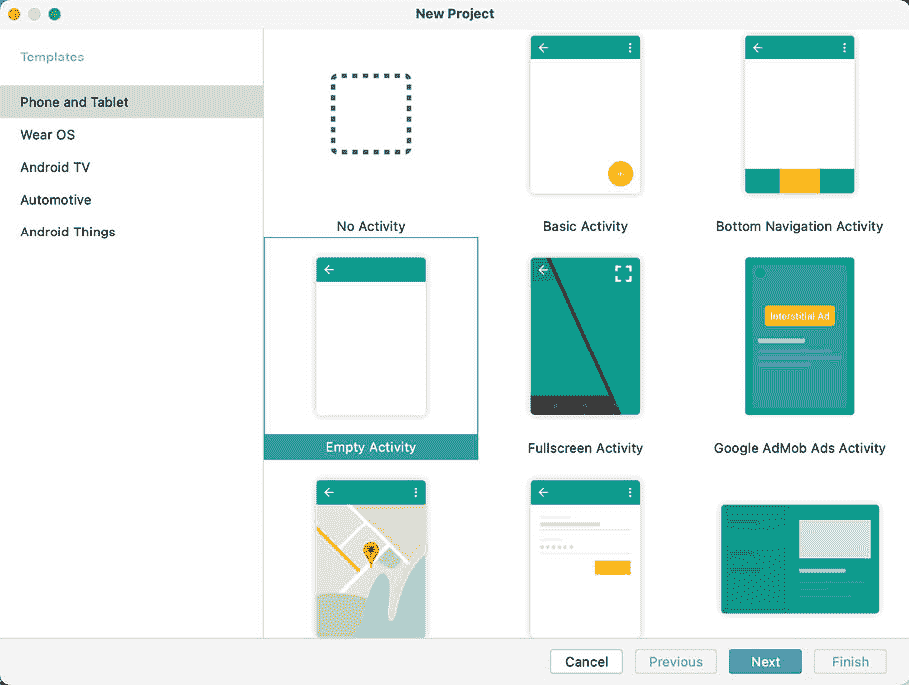 New Project
Templates
Phone and Tablet
Wear OS
Android TV
Automotive
Android Things
No Activity
Basic Activity
Bottom Navigation Activity
Empty Activity
Fullscreen Activity
Interstitial Ad
Google AdMob Ads Activity
Cancel
Previous
Next
Finish